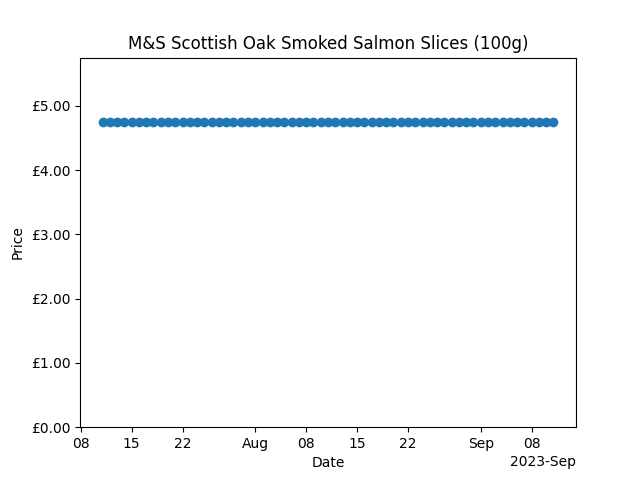 M&S Scottish Oak Smoked Salmon Slices (100g)
£5.00
£4.00
£3.00
£2.00
£1.00
£0.00
Price
08 15 22 Aug 08 15 22 Sep 08
Date
2023-Sep